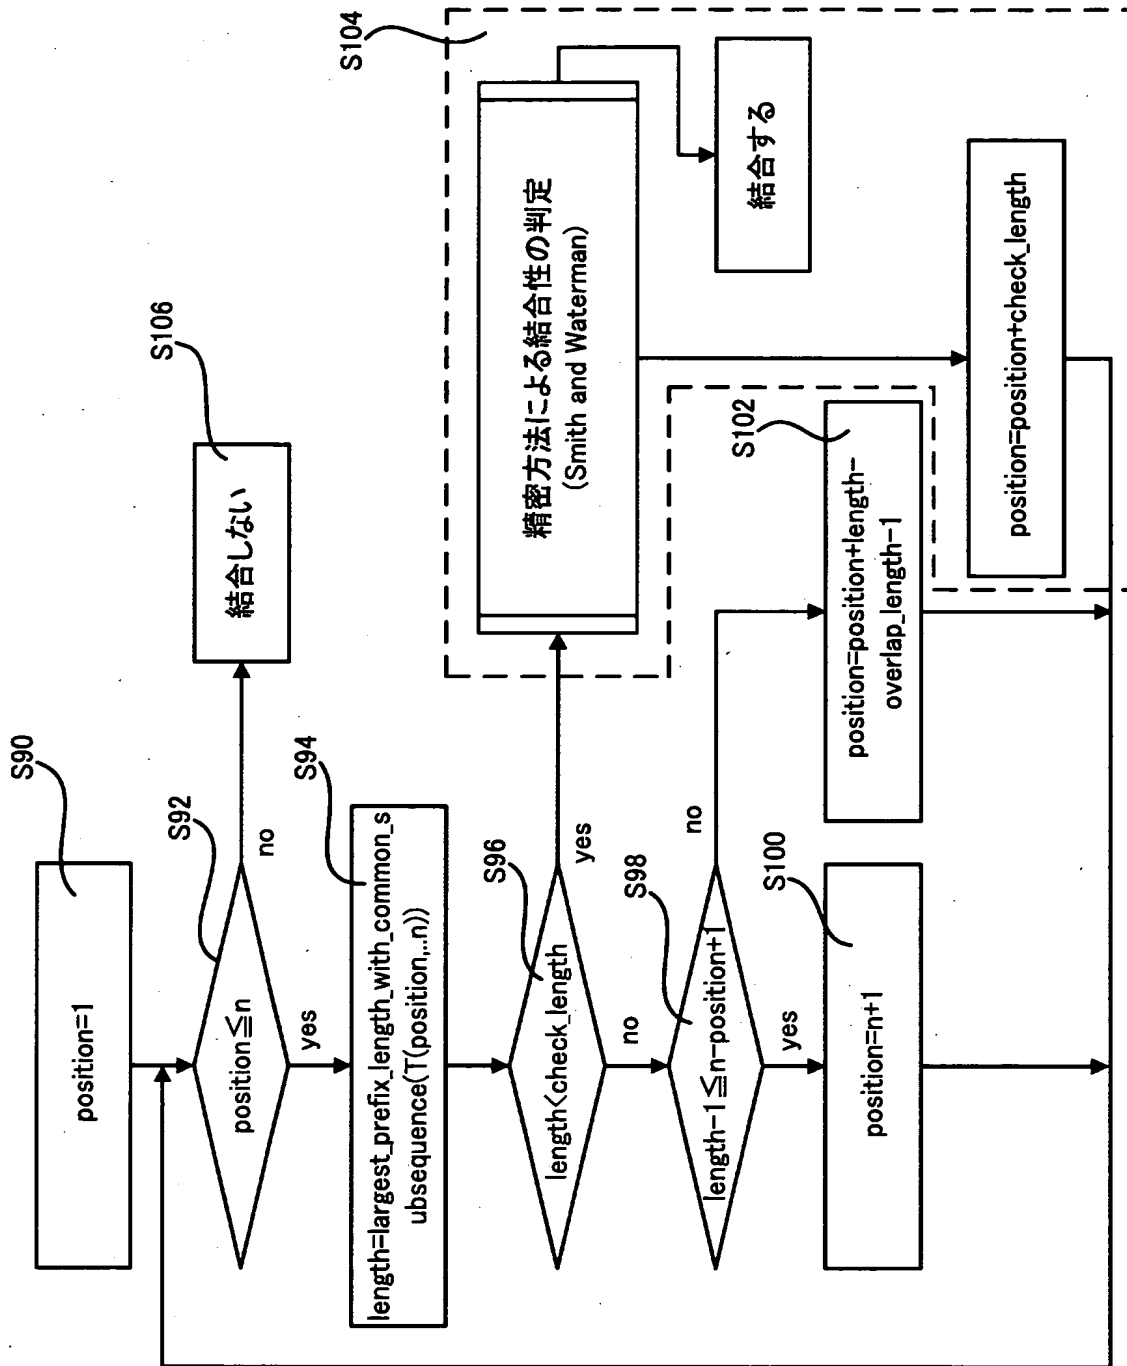 S90
position=1
S92
position≦n
no
yes
S106
結合しない
S94
length=largest_prefix_length_with_common_s
ubsequence(T(position,..n))
S96
length<check_length
yes
no
S104
精密方法による結合性の判定
(Smith and Waterman)
結合する
S98
length-1≦n-position+1
no
yes
S100
position=n+1
S102
position=position+length-
overlap_length-1
position=position+check_length